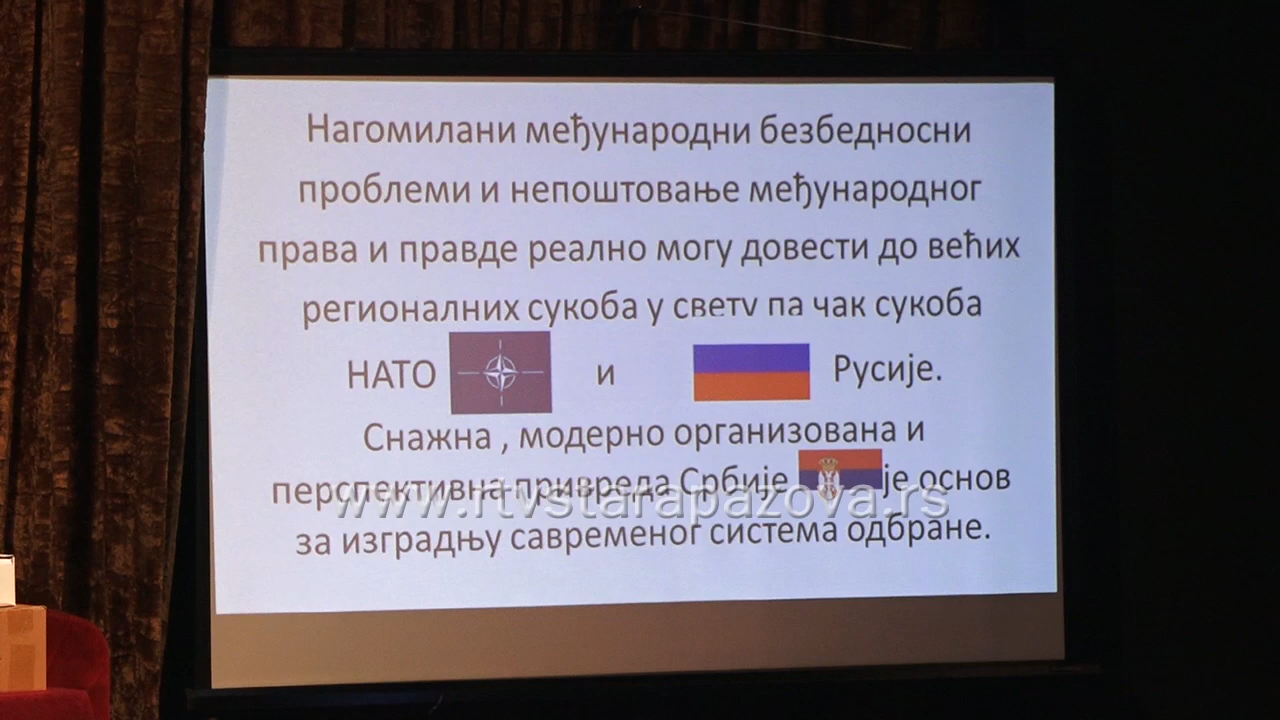 Нагомилани међународни безбедносни
проблеми и непоштовање међународног
права и правде реално могу довести до већих
регионалних сукоба у свету па чак сукоба
НАТО и Русије.
Снажна , модерно организована и
перспективна привреда Србије је основ
www.rtvstarapazova.rs
за изградњу савременог система одбране.